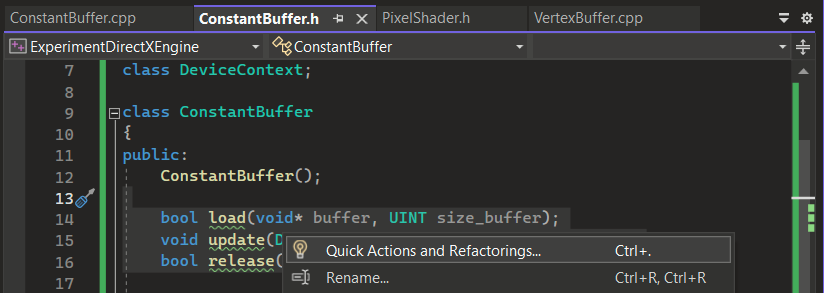 ConstantBuffer.cpp
ConstantBuffer.h
PixelShader.h
VertexBuffer.cpp
ExperimentDirectXEngine
ConstantBuffer
7 class DeviceContext;
8
9 class ConstantBuffer
10 {
11 public:
12 ConstantBuffer();
13
14 bool load(void* buffer, UINT size_buffer);
15 void update(D
16 bool release(
Quick Actions and Refactorings... Ctrl+.
Rename... Ctrl+R, Ctrl+R